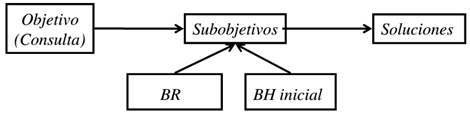 Objetivo
(Consulta)
Subobjetivos
Soluciones
BR
BH inicial